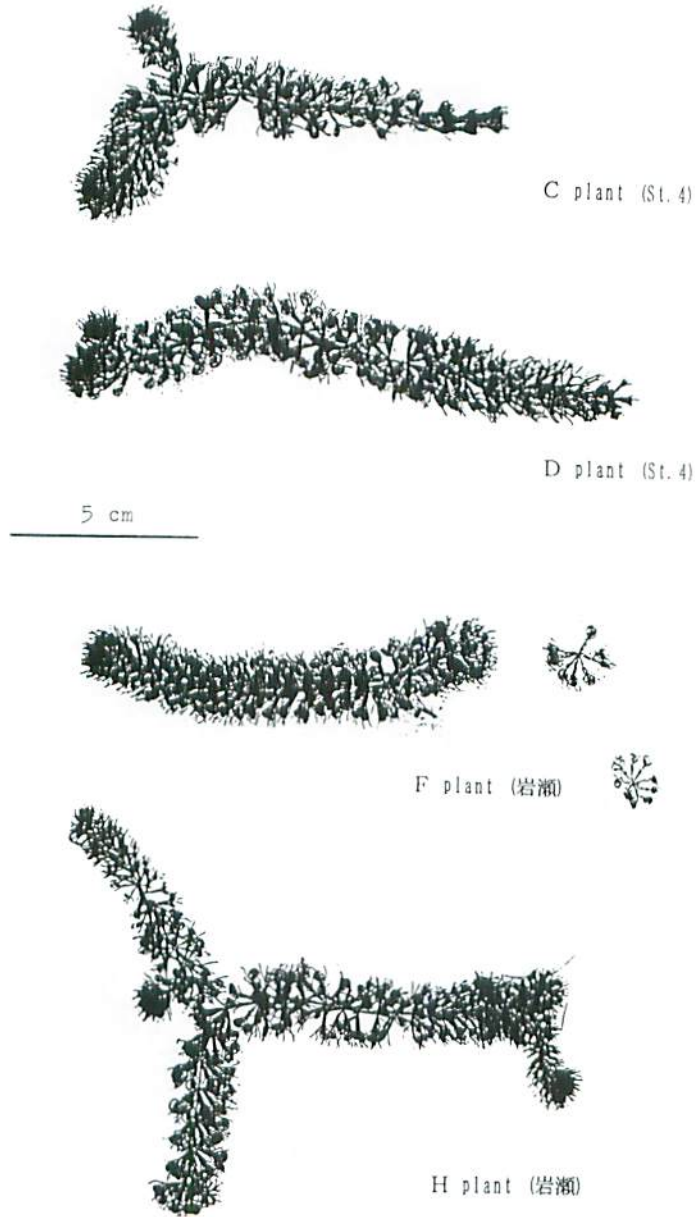 C plant (St. 4)
D plant (St. 4)
5 cm
F plant (岩瀬)
H plant (岩瀬)